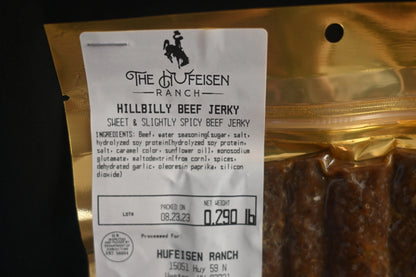 THE HUFEISEN
RANCH
HILLBILLY BEEF JERKY
SWEET & SLIGHTLY SPICY BEEF JERKY
INGREDIENTS: Beef, water seasoning(sugar, salt,
hydrolyzed soy protein(hydrolyzed soy protein,
salt, caramel color, sunflower oil), monosodium
glutamate, maltodextrin(from corn), spices,
dehydrated garlic, oleoresin paprika, silicon
dioxide)
PACKED ON
LOT# 08.23.23 0.290 lb
Processed For:
HUFEISEN RANCH
15051 Hwy 59 N